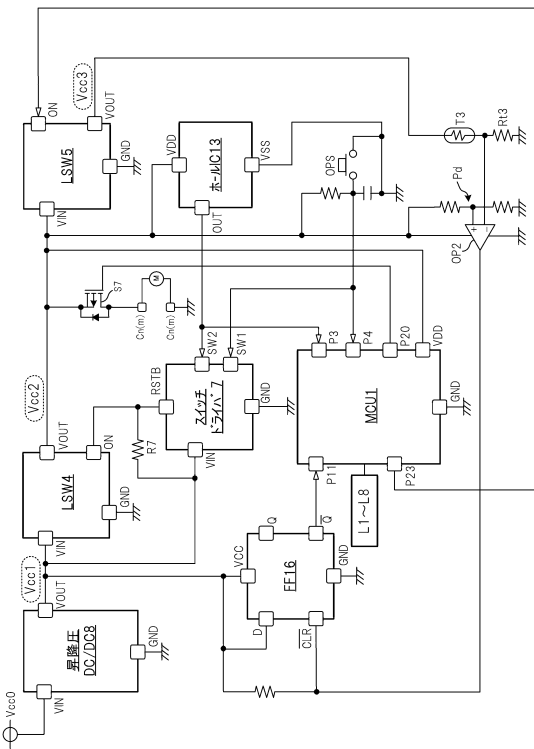 Vcc0
Vcc1
Vcc2
Vcc3
VIN
昇降圧
DC/DC8
VOUT
GND
VIN
LSW4
VOUT
ON
GND
VIN
LSW5
ON
VOUT
GND
R7
RSTB
VIN
スイッチ
ドライバ7
SW2
SW1
GND
S7
M
Cn(m)
Cn(m)
VDD
ホールIC13
OUT
VSS
OPS
Pd
T3
Rt3
OP2
+
−
VCC
D
FF16
Q
Q
CLR
GND
P11
P3
P4
P20
VDD
MCU1
GND
P23
L1～L8